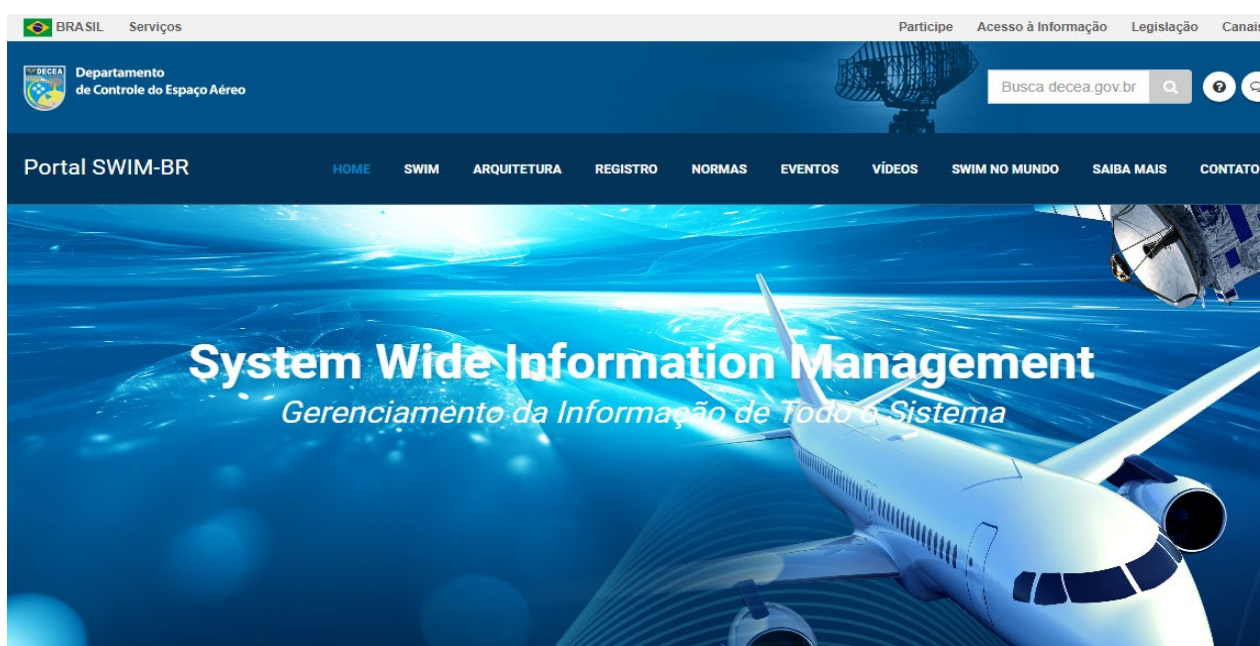 BRASIL Serviços Participe Acesso à Informação Legislação Canais
DECEA
Departamento
de Controle do Espaço Aéreo
Busca decea.gov.br
Portal SWIM-BR HOME SWIM ARQUITETURA REGISTRO NORMAS EVENTOS VÍDEOS SWIM NO MUNDO SAIBA MAIS CONTATO
System Wide Information Management
Gerenciamento da Informação de Todo o Sistema